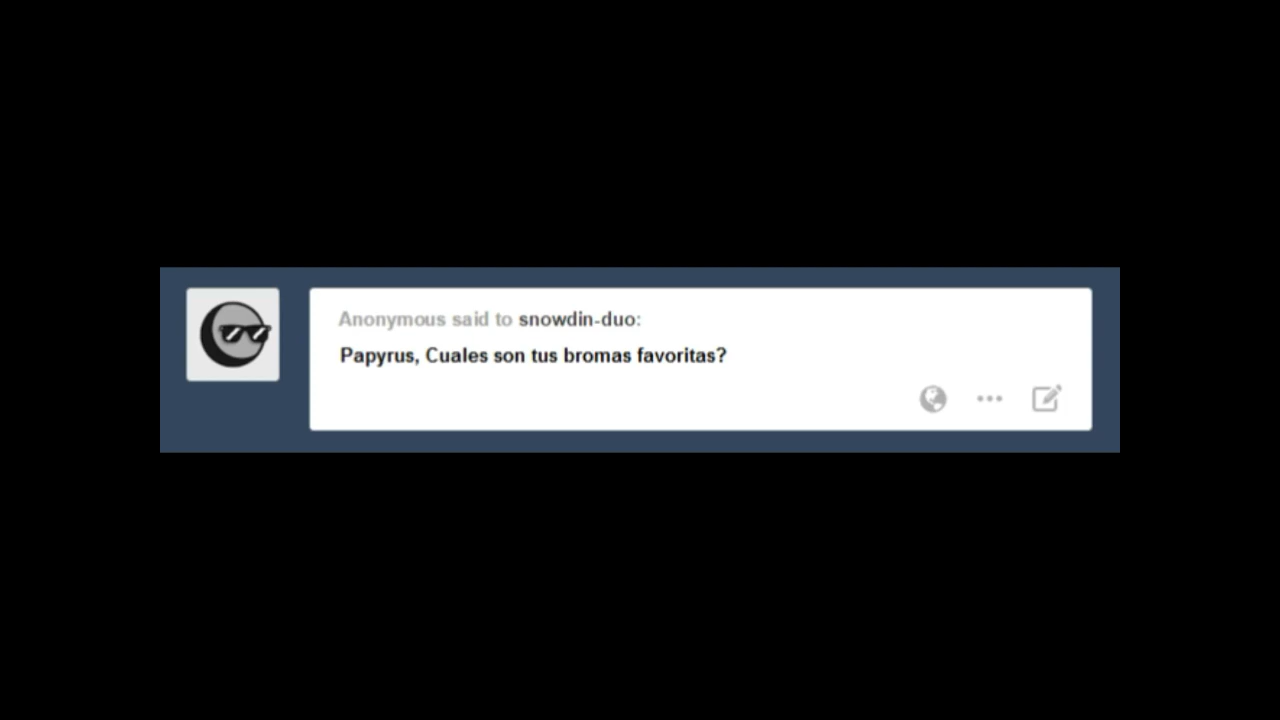 Anonymous said to snowdin-duo:
Papyrus, Cuales son tus bromas favoritas?